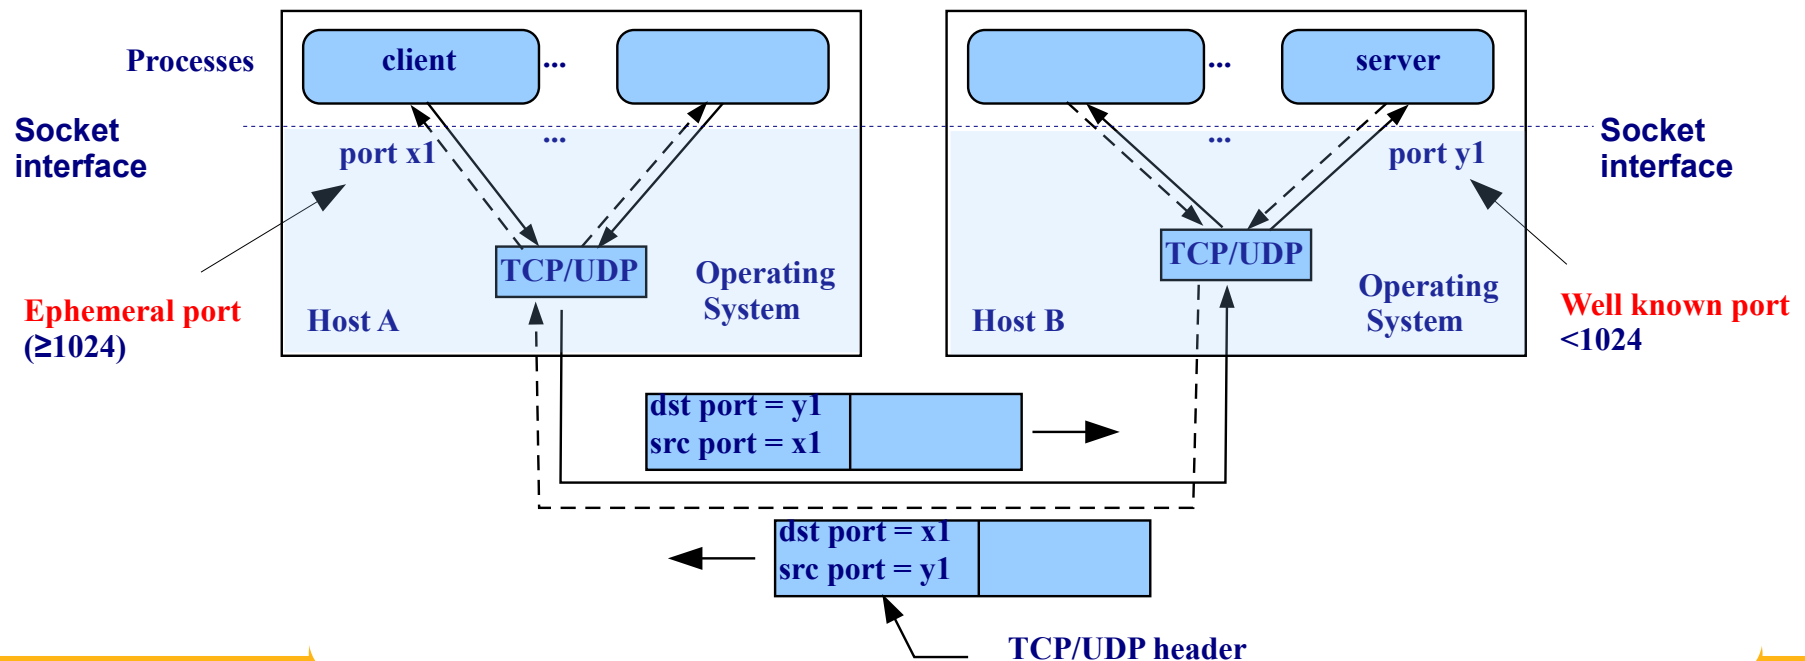 Processes
client
...
...
server
Socket
interface
...
...
Socket
interface
port x1
port y1
TCP/UDP
TCP/UDP
Operating
System
Operating
System
Ephemeral port
(≥1024)
Host A
Host B
Well known port
<1024
dst port = y1
src port = x1
dst port = x1
src port = y1
TCP/UDP header